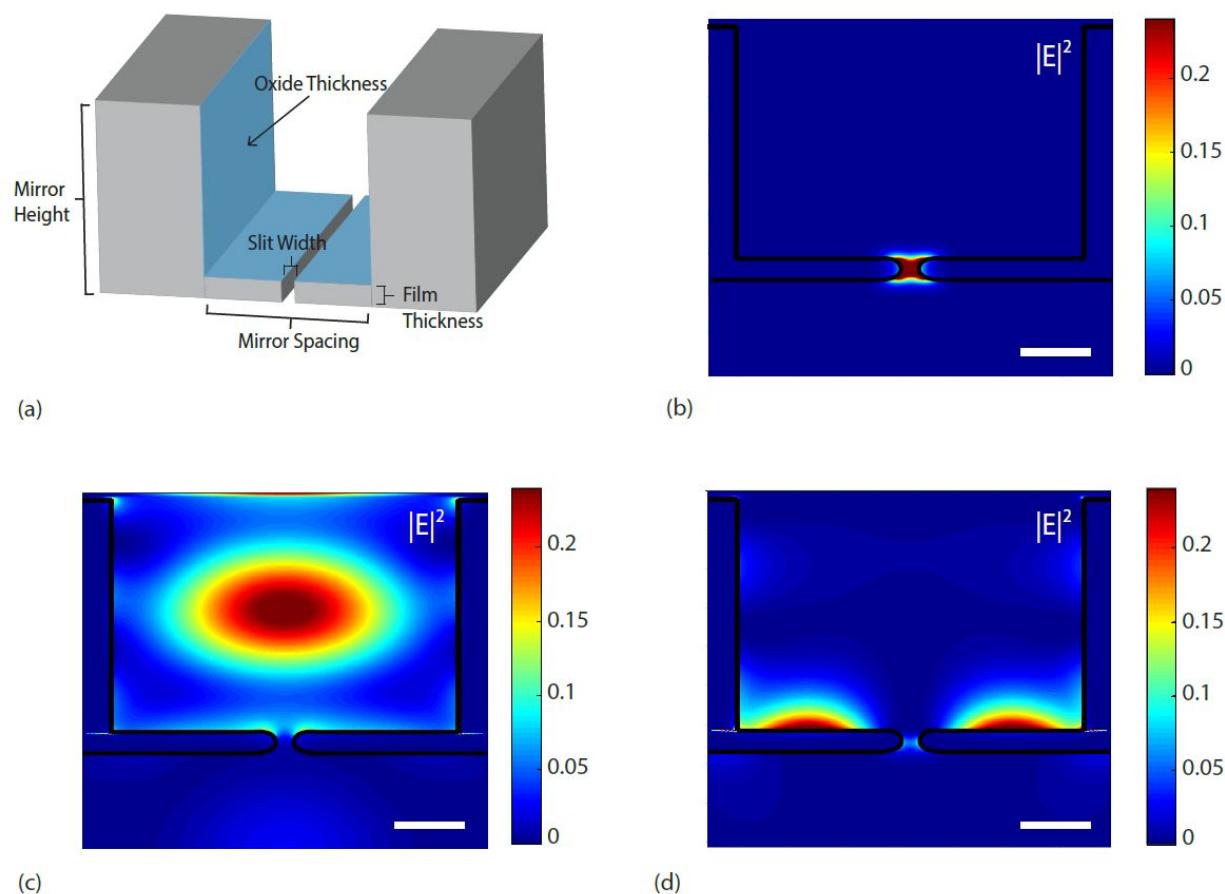 Oxide Thickness
Mirror
Height
Slit Width
Film
Thickness
Mirror Spacing
(a)
|E|²
0.2
0.15
0.1
0.05
0
(b)
|E|²
0.2
0.15
0.1
0.05
0
(c)
|E|²
0.2
0.15
0.1
0.05
0
(d)